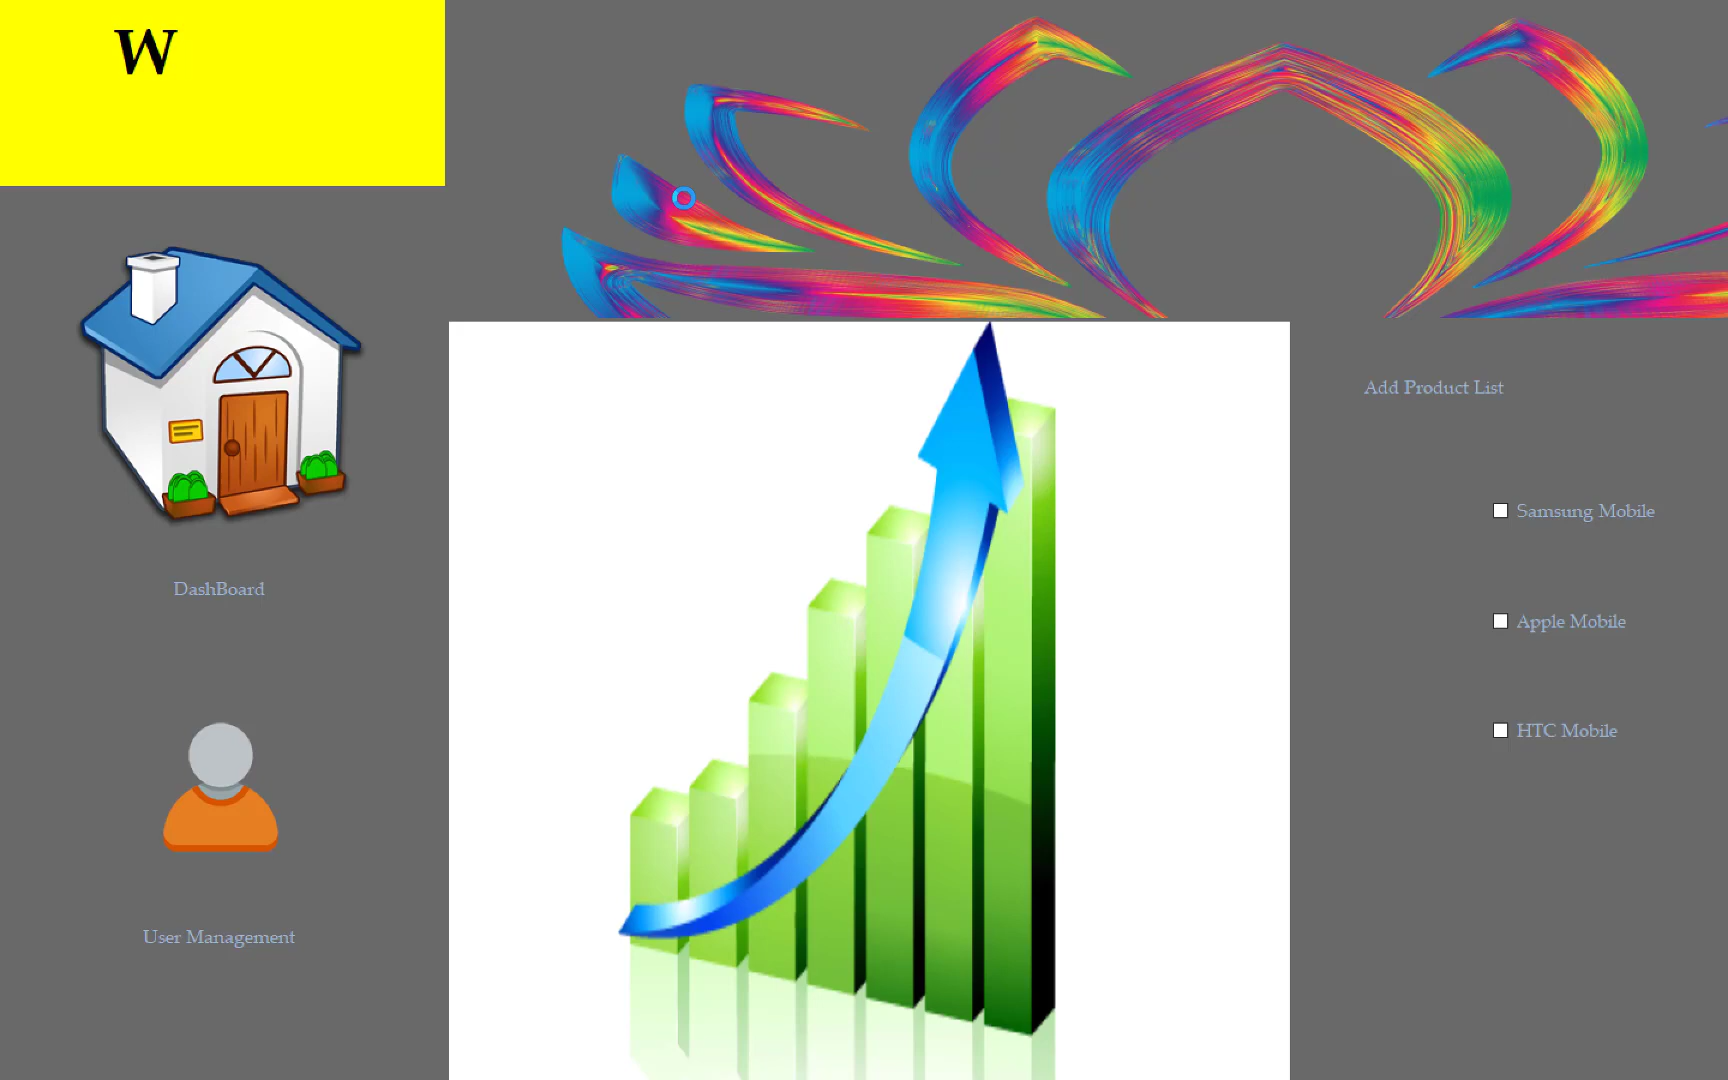 W
Add Product List
Samsung Mobile
DashBoard
Apple Mobile
HTC Mobile
User Management